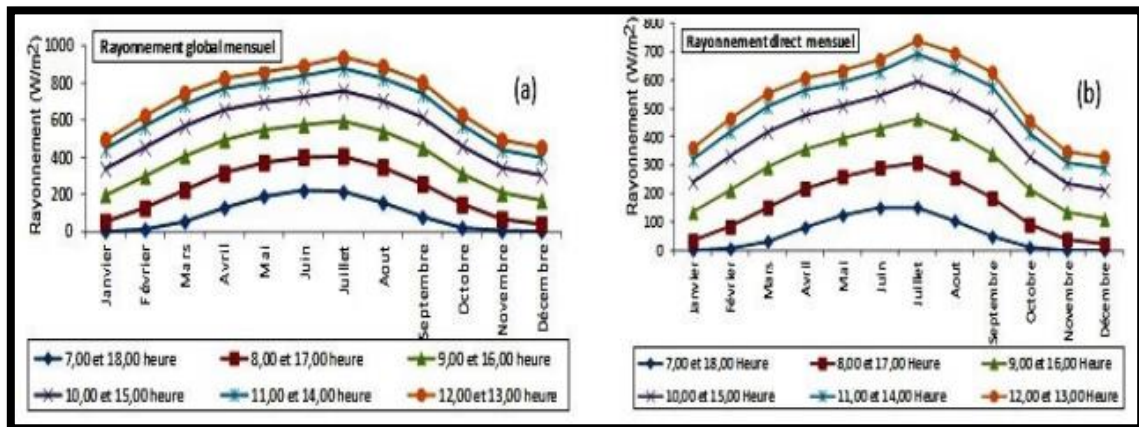 Rayonnement global mensuel
(a)
Rayonnement (W/m2)
1000
800
600
400
200
0
Janvier
Février
Mars
Avril
Mai
Juin
Juillet
Aout
Septembre
Octobre
Novembre
Décembre
7,00 et 18,00 heure
8,00 et 17,00 heure
9,00 et 16,00 heure
10,00 et 15,00 heure
11,00 et 14,00 heure
12,00 et 13,00 heure
Rayonnement direct mensuel
(b)
Rayonnement (W/m2)
800
700
600
500
400
300
200
100
0
Janvier
Février
Mars
Avril
Mai
Juin
Juillet
Aout
Septembre
Octobre
Novembre
Décembre
7,00 et 18,00 Heure
8,00 et 17,00 Heure
9,00 et 16,00 Heure
10,00 et 15,00 Heure
11,00 et 14,00 Heure
12,00 et 13,00 Heure